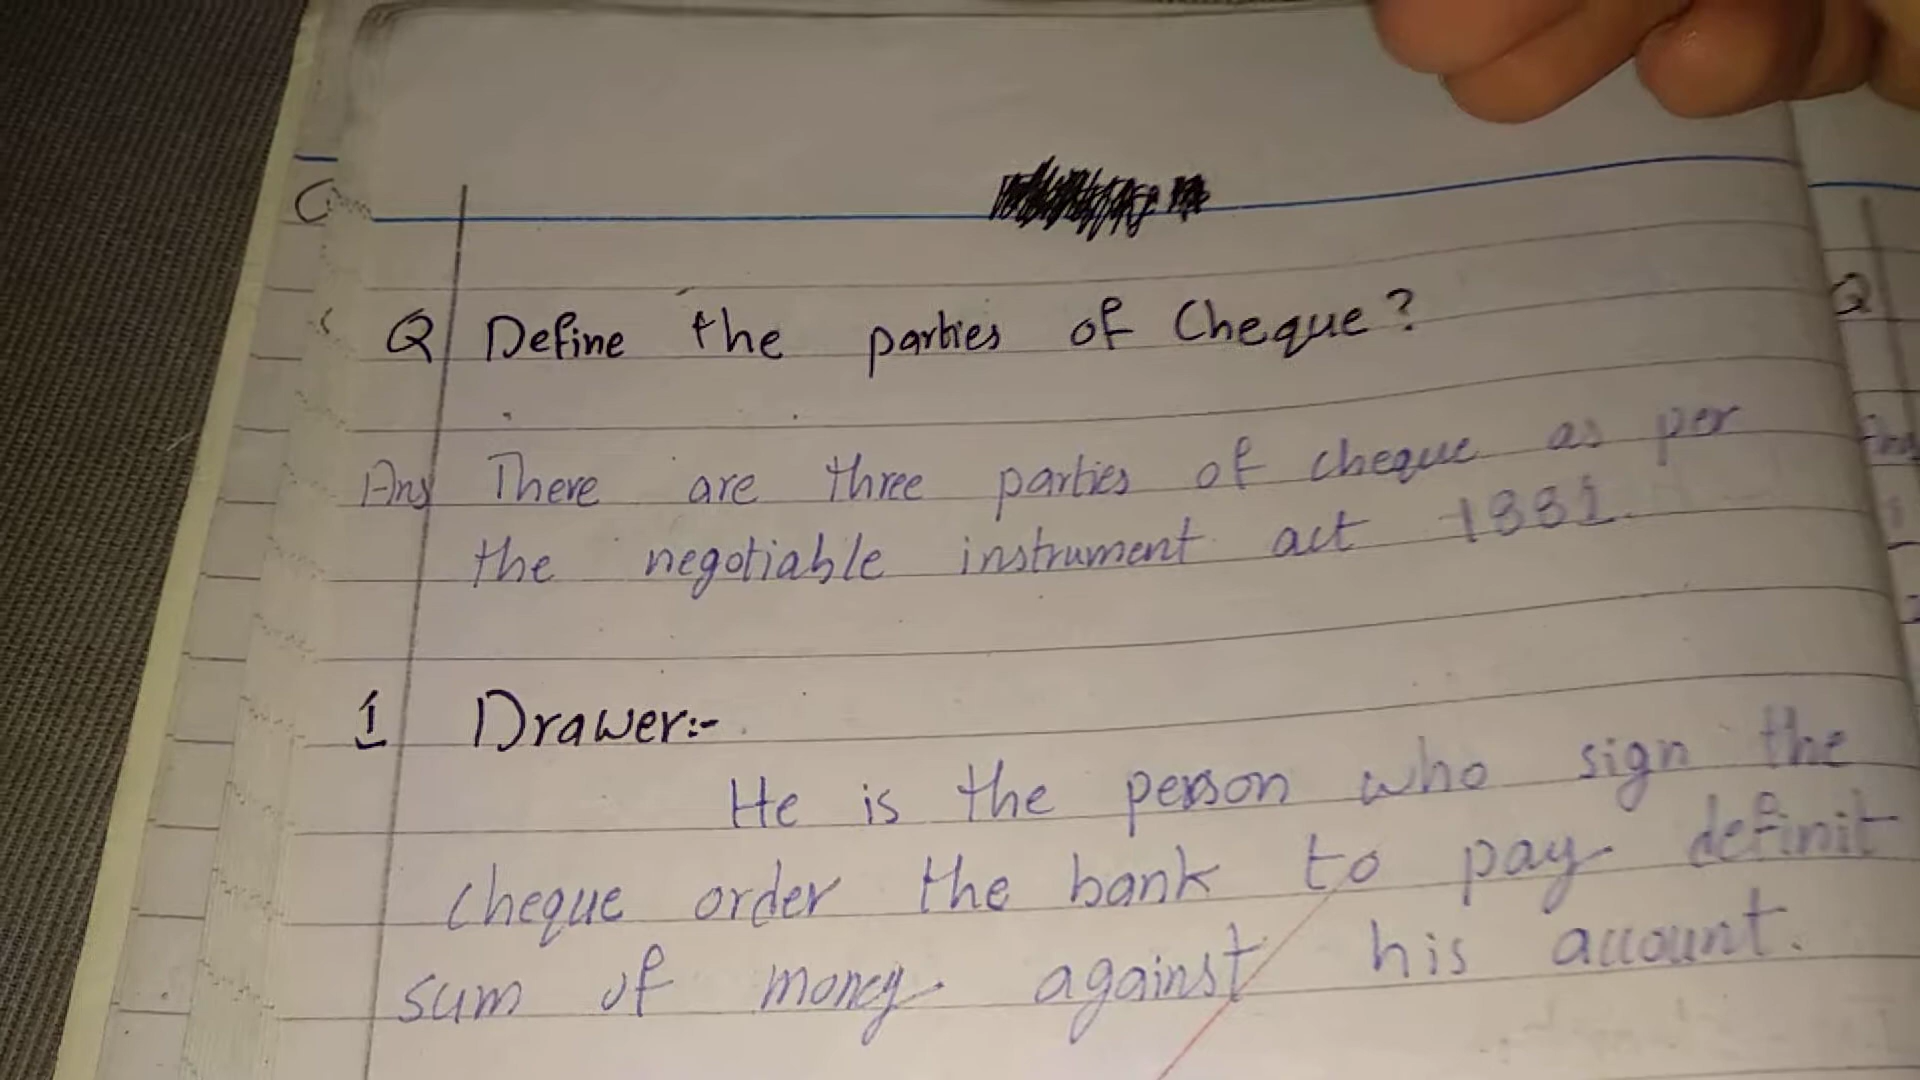 Q Define the parties of Cheque?
Ans There are three parties of cheque as per
the negotiable instrument act 1881.
1 Drawer:-
He is the person who sign the
cheque order the bank to pay definit
sum of money against his account.
Q
Ans